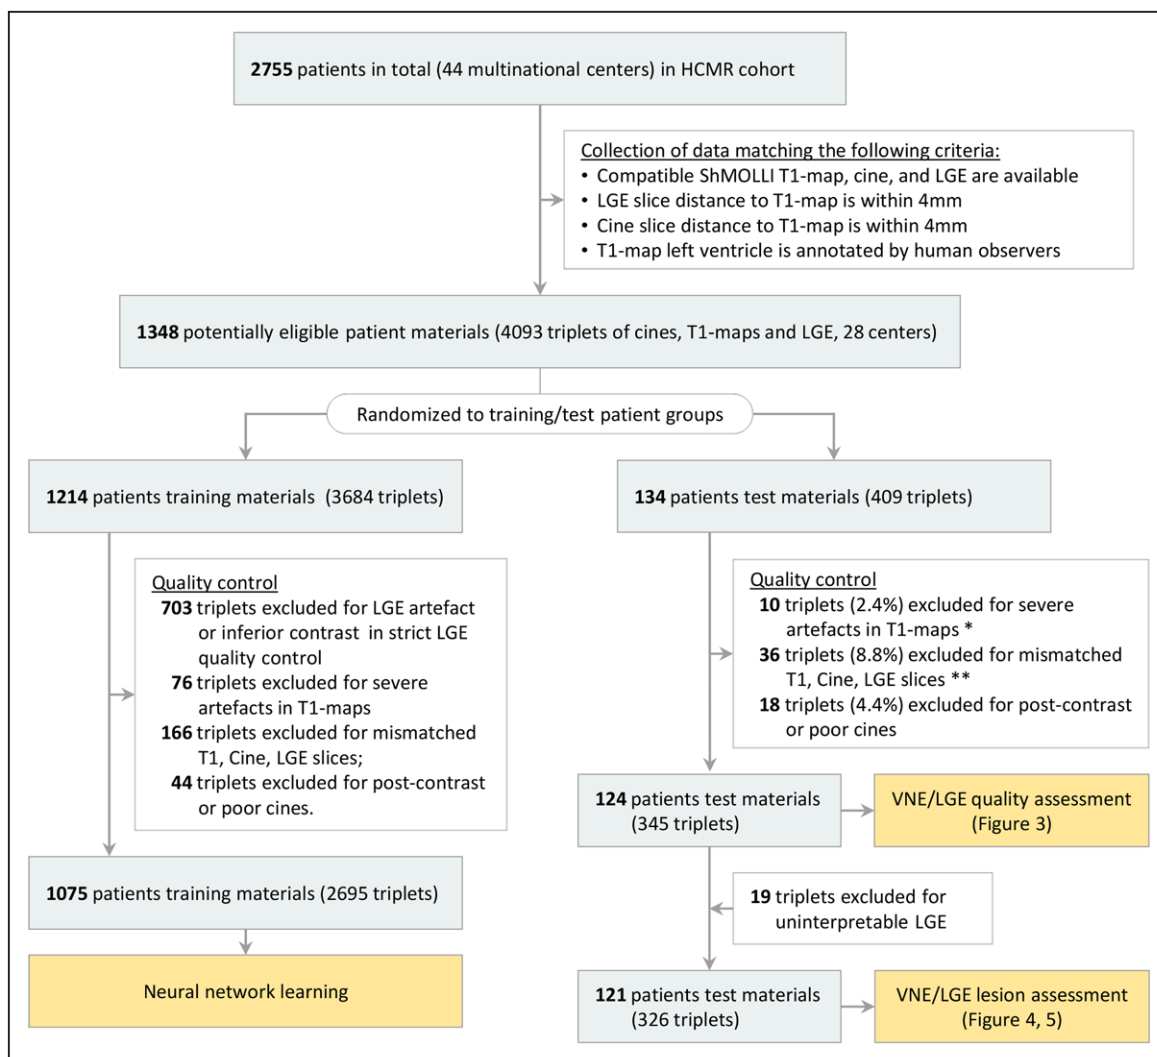 2755 patients in total (44 multinational centers) in HCMR cohort
Collection of data matching the following criteria:
• Compatible ShMOLLI T1-map, cine, and LGE are available
• LGE slice distance to T1-map is within 4mm
• Cine slice distance to T1-map is within 4mm
• T1-map left ventricle is annotated by human observers
1348 potentially eligible patient materials (4093 triplets of cines, T1-maps and LGE, 28 centers)
Randomized to training/test patient groups
1214 patients training materials (3684 triplets)
Quality control
703 triplets excluded for LGE artefact
or inferior contrast in strict LGE
quality control
76 triplets excluded for severe
artefacts in T1-maps
166 triplets excluded for mismatched
T1, Cine, LGE slices;
44 triplets excluded for post-contrast
or poor cines.
1075 patients training materials (2695 triplets)
Neural network learning
134 patients test materials (409 triplets)
Quality control
10 triplets (2.4%) excluded for severe
artefacts in T1-maps *
36 triplets (8.8%) excluded for mismatched
T1, Cine, LGE slices **
18 triplets (4.4%) excluded for post-contrast
or poor cines
124 patients test materials
(345 triplets)
VNE/LGE quality assessment
(Figure 3)
19 triplets excluded for
uninterpretable LGE
121 patients test materials
(326 triplets)
VNE/LGE lesion assessment
(Figure 4, 5)